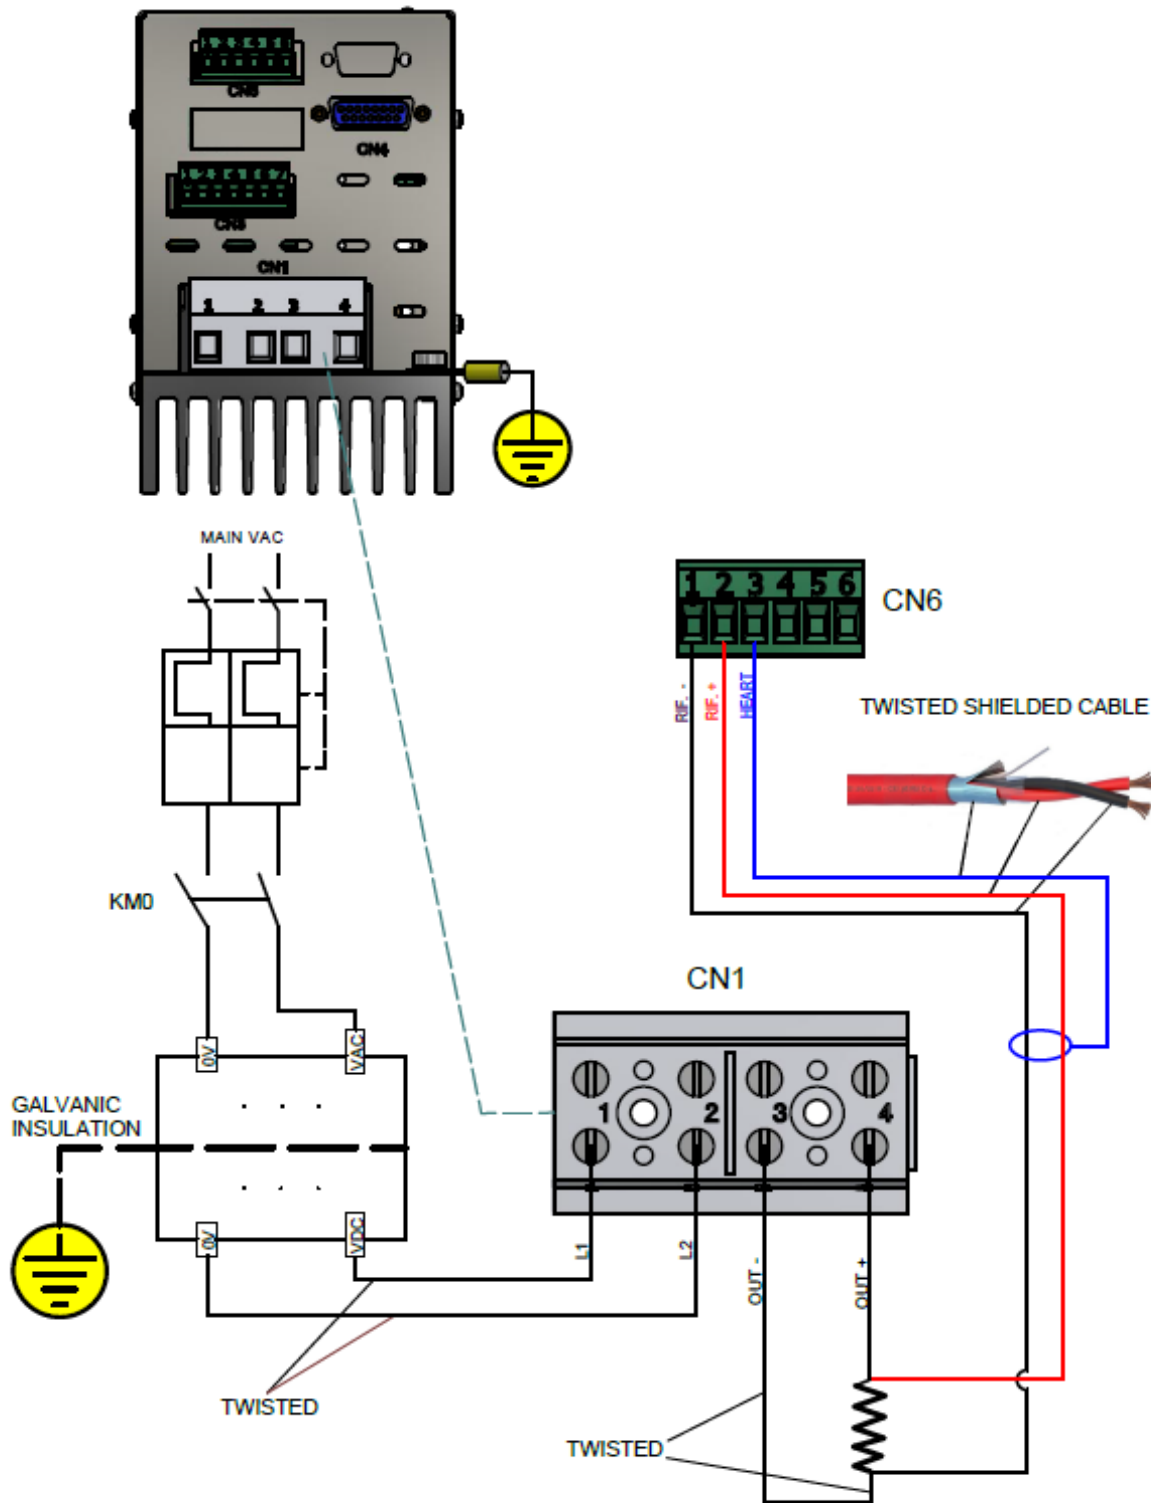 CN6
CN4
CN5
CN1
1 2 3 4
MAIN VAC
1 2 3 4 5 6
CN6
RIF. -
RIF. +
HEART
TWISTED SHIELDED CABLE
KM0
CN1
0V
VAC
GALVANIC
INSULATION
1 2 3 4
0V
VDC
L1
L2
OUT -
OUT +
TWISTED
TWISTED